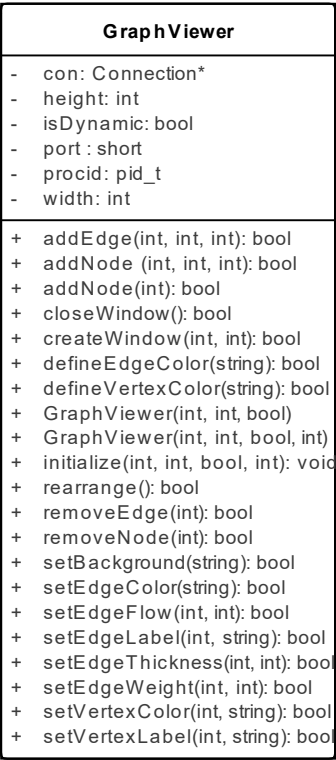 GraphViewer
- con: Connection*
- height: int
- isDynamic: bool
- port : short
- procid: pid_t
- width: int
+ addEdge(int, int, int): bool
+ addNode (int, int, int): bool
+ addNode(int): bool
+ closeWindow(): bool
+ createWindow(int, int): bool
+ defineEdgeColor(string): bool
+ defineVertexColor(string): bool
+ GraphViewer(int, int, bool)
+ GraphViewer(int, int, bool, int)
+ initialize(int, int, bool, int): void
+ rearrange(): bool
+ removeEdge(int): bool
+ removeNode(int): bool
+ setBackground(string): bool
+ setEdgeColor(string): bool
+ setEdgeFlow(int, int): bool
+ setEdgeLabel(int, string): bool
+ setEdgeThickness(int, int): bool
+ setEdgeWeight(int, int): bool
+ setVertexColor(int, string): bool
+ setVertexLabel(int, string): bool